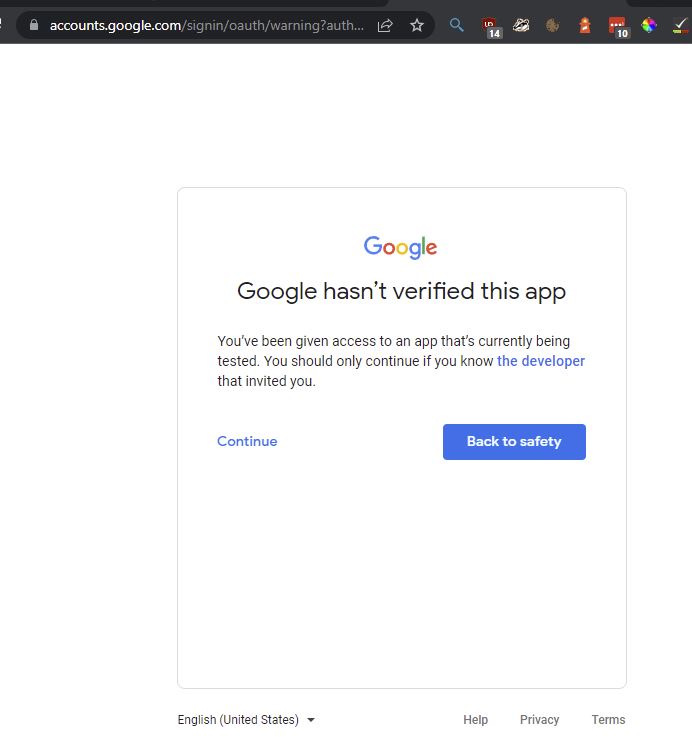 accounts.google.com/signin/oauth/warning?auth...
14
10
Google
Google hasn't verified this app
You've been given access to an app that's currently being
tested. You should only continue if you know the developer
that invited you.
Continue Back to safety
English (United States) Help Privacy Terms